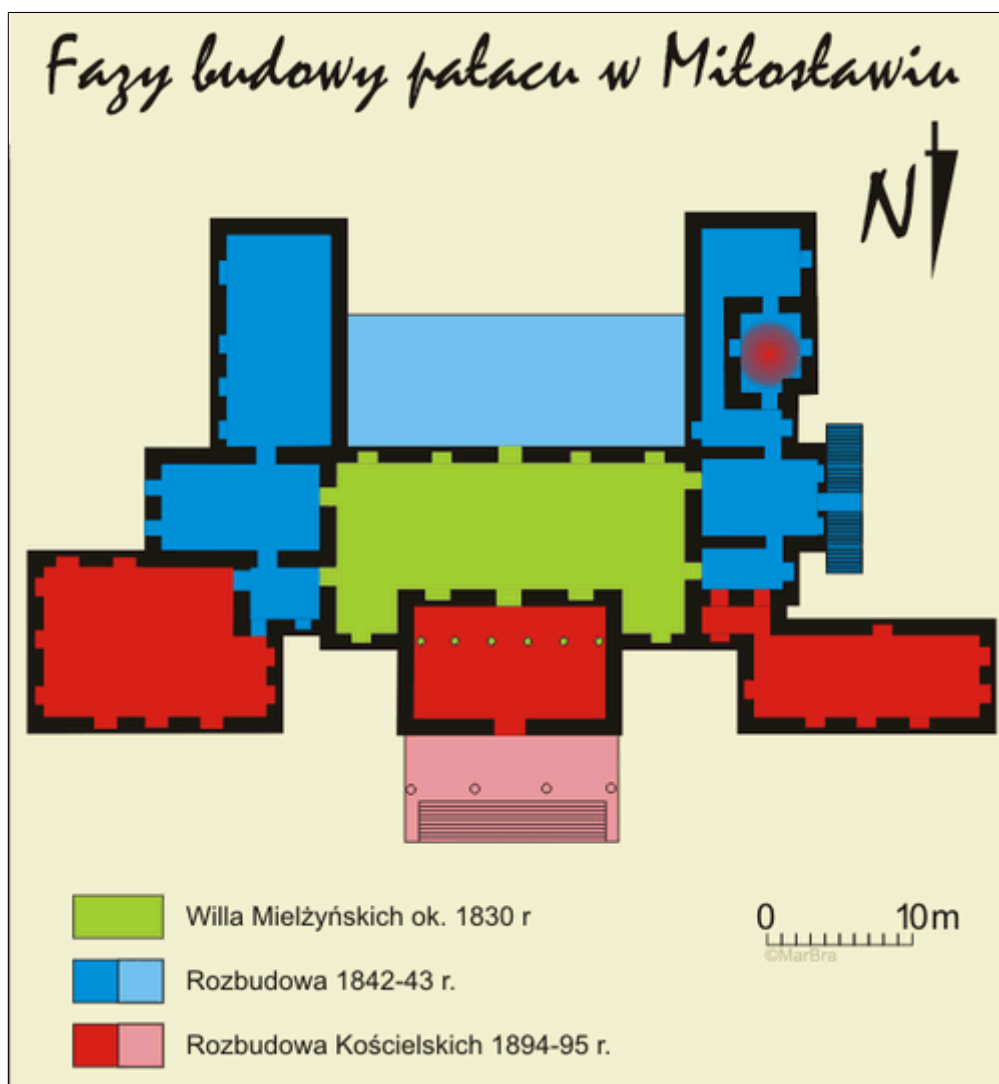 Fazy budowy pałacu w Miłosławiu
N
Willa Mielżyńskich ok. 1830 r
0 10m
©MarBra
Rozbudowa 1842-43 r.
Rozbudowa Kościelskich 1894-95 r.